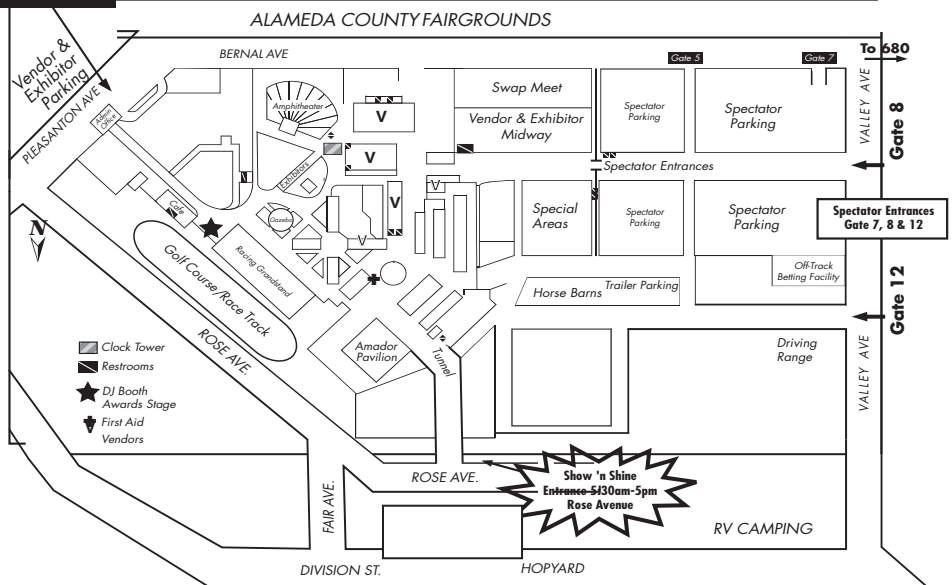 ALAMEDA COUNTY FAIRGROUNDS
BERNAL AVE
Vendor &
Exhibitor
Parking
PLEASANTON AVE
Admin
Office
Amphitheater
V
V
V
V
V
Exhibitors
Gazebo
Cafe
Racing Grandstand
Golf Course/Race Track
ROSE AVE.
N
Swap Meet
Vendor & Exhibitor
Midway
Gate 5
Gate 7
To 680
VALLEY AVE
Gate 8
Spectator
Parking
Spectator
Parking
Spectator Entrances
Special
Areas
Spectator
Parking
Spectator
Parking
Spectator Entrances
Gate 7, 8 & 12
Off-Track
Betting Facility
Horse Barns
Trailer Parking
Gate 12
VALLEY AVE
Driving
Range
Amador
Pavilion
Tunnel
Clock Tower
Restrooms
DJ Booth
Awards Stage
First Aid
Vendors
ROSE AVE.
Show 'n Shine
Entrance 5:30am-5pm
Rose Avenue
FAIR AVE.
RV CAMPING
DIVISION ST.
HOPYARD